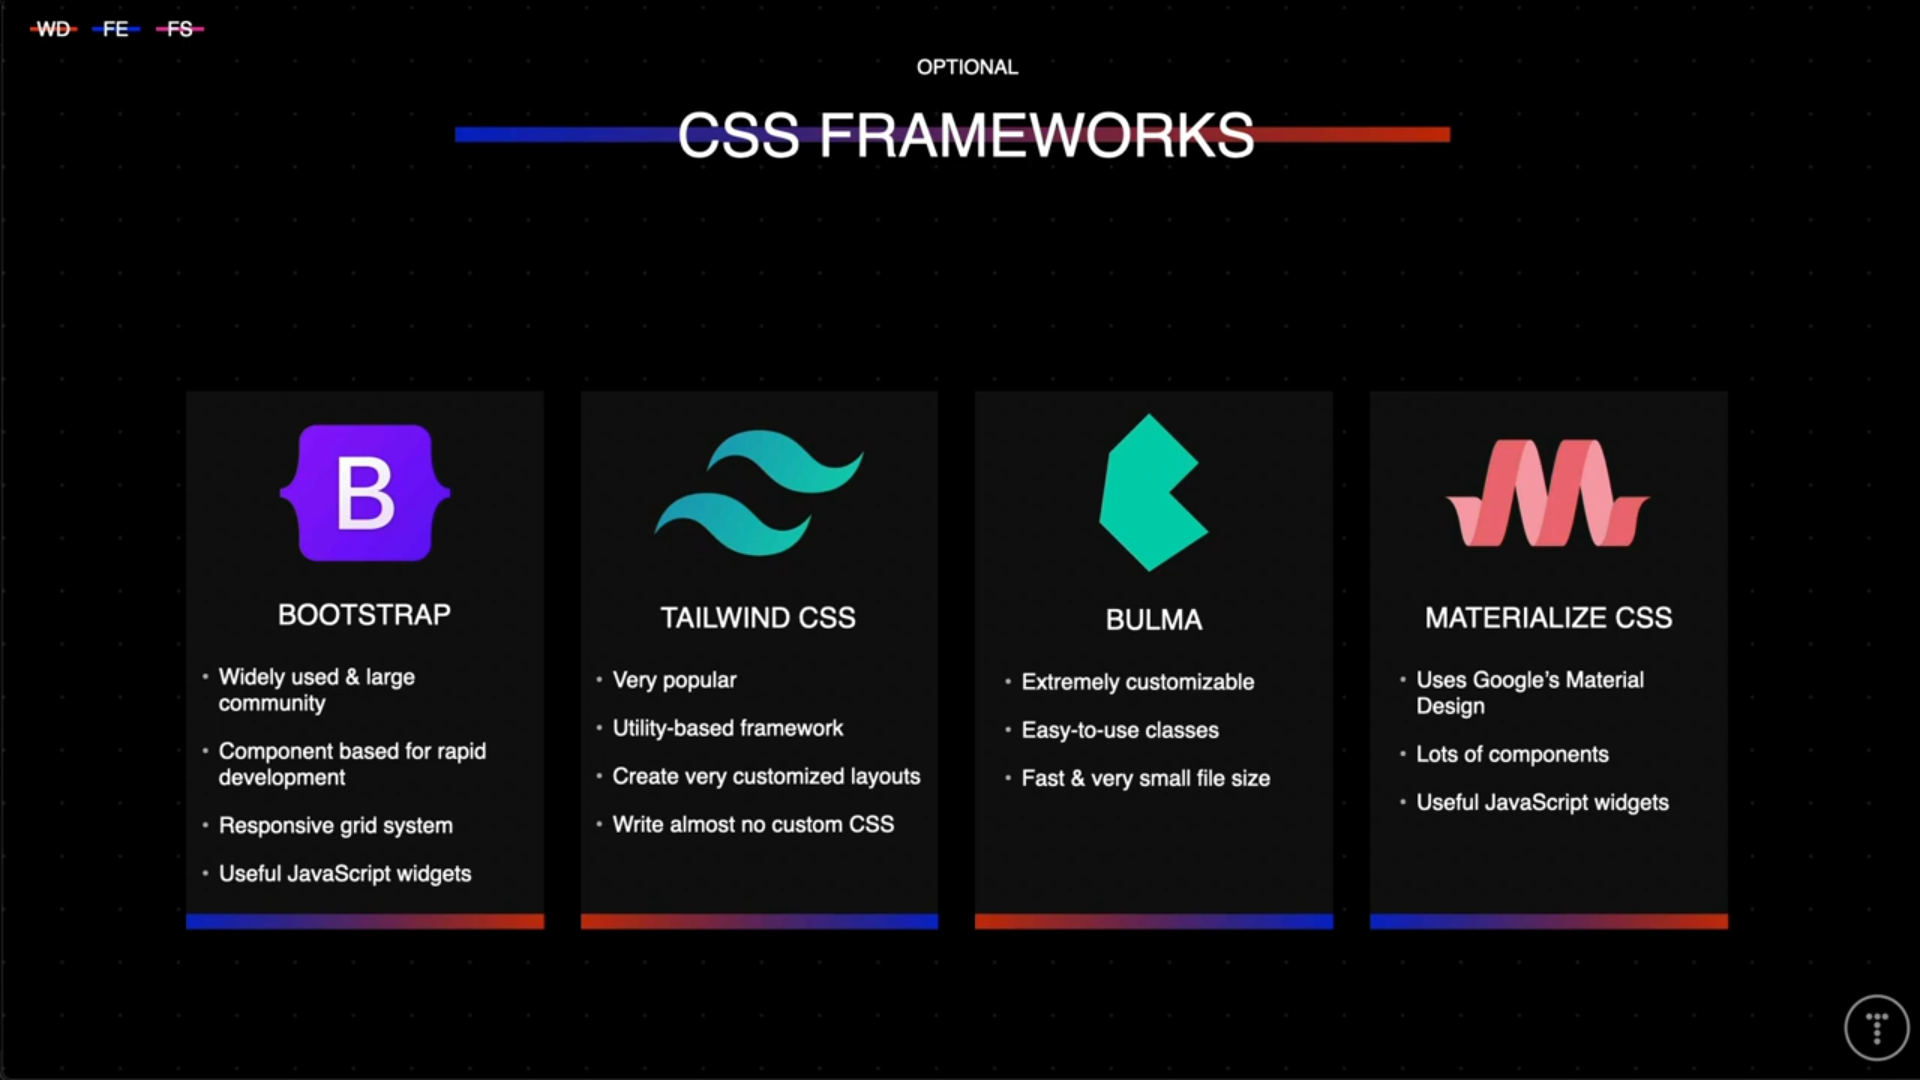 WD FE FS
OPTIONAL
CSS FRAMEWORKS
B
BOOTSTRAP
• Widely used & large
community
• Component based for rapid
development
• Responsive grid system
• Useful JavaScript widgets
TAILWIND CSS
• Very popular
• Utility-based framework
• Create very customized layouts
• Write almost no custom CSS
BULMA
• Extremely customizable
• Easy-to-use classes
• Fast & very small file size
MATERIALIZE CSS
• Uses Google’s Material
Design
• Lots of components
• Useful JavaScript widgets
T